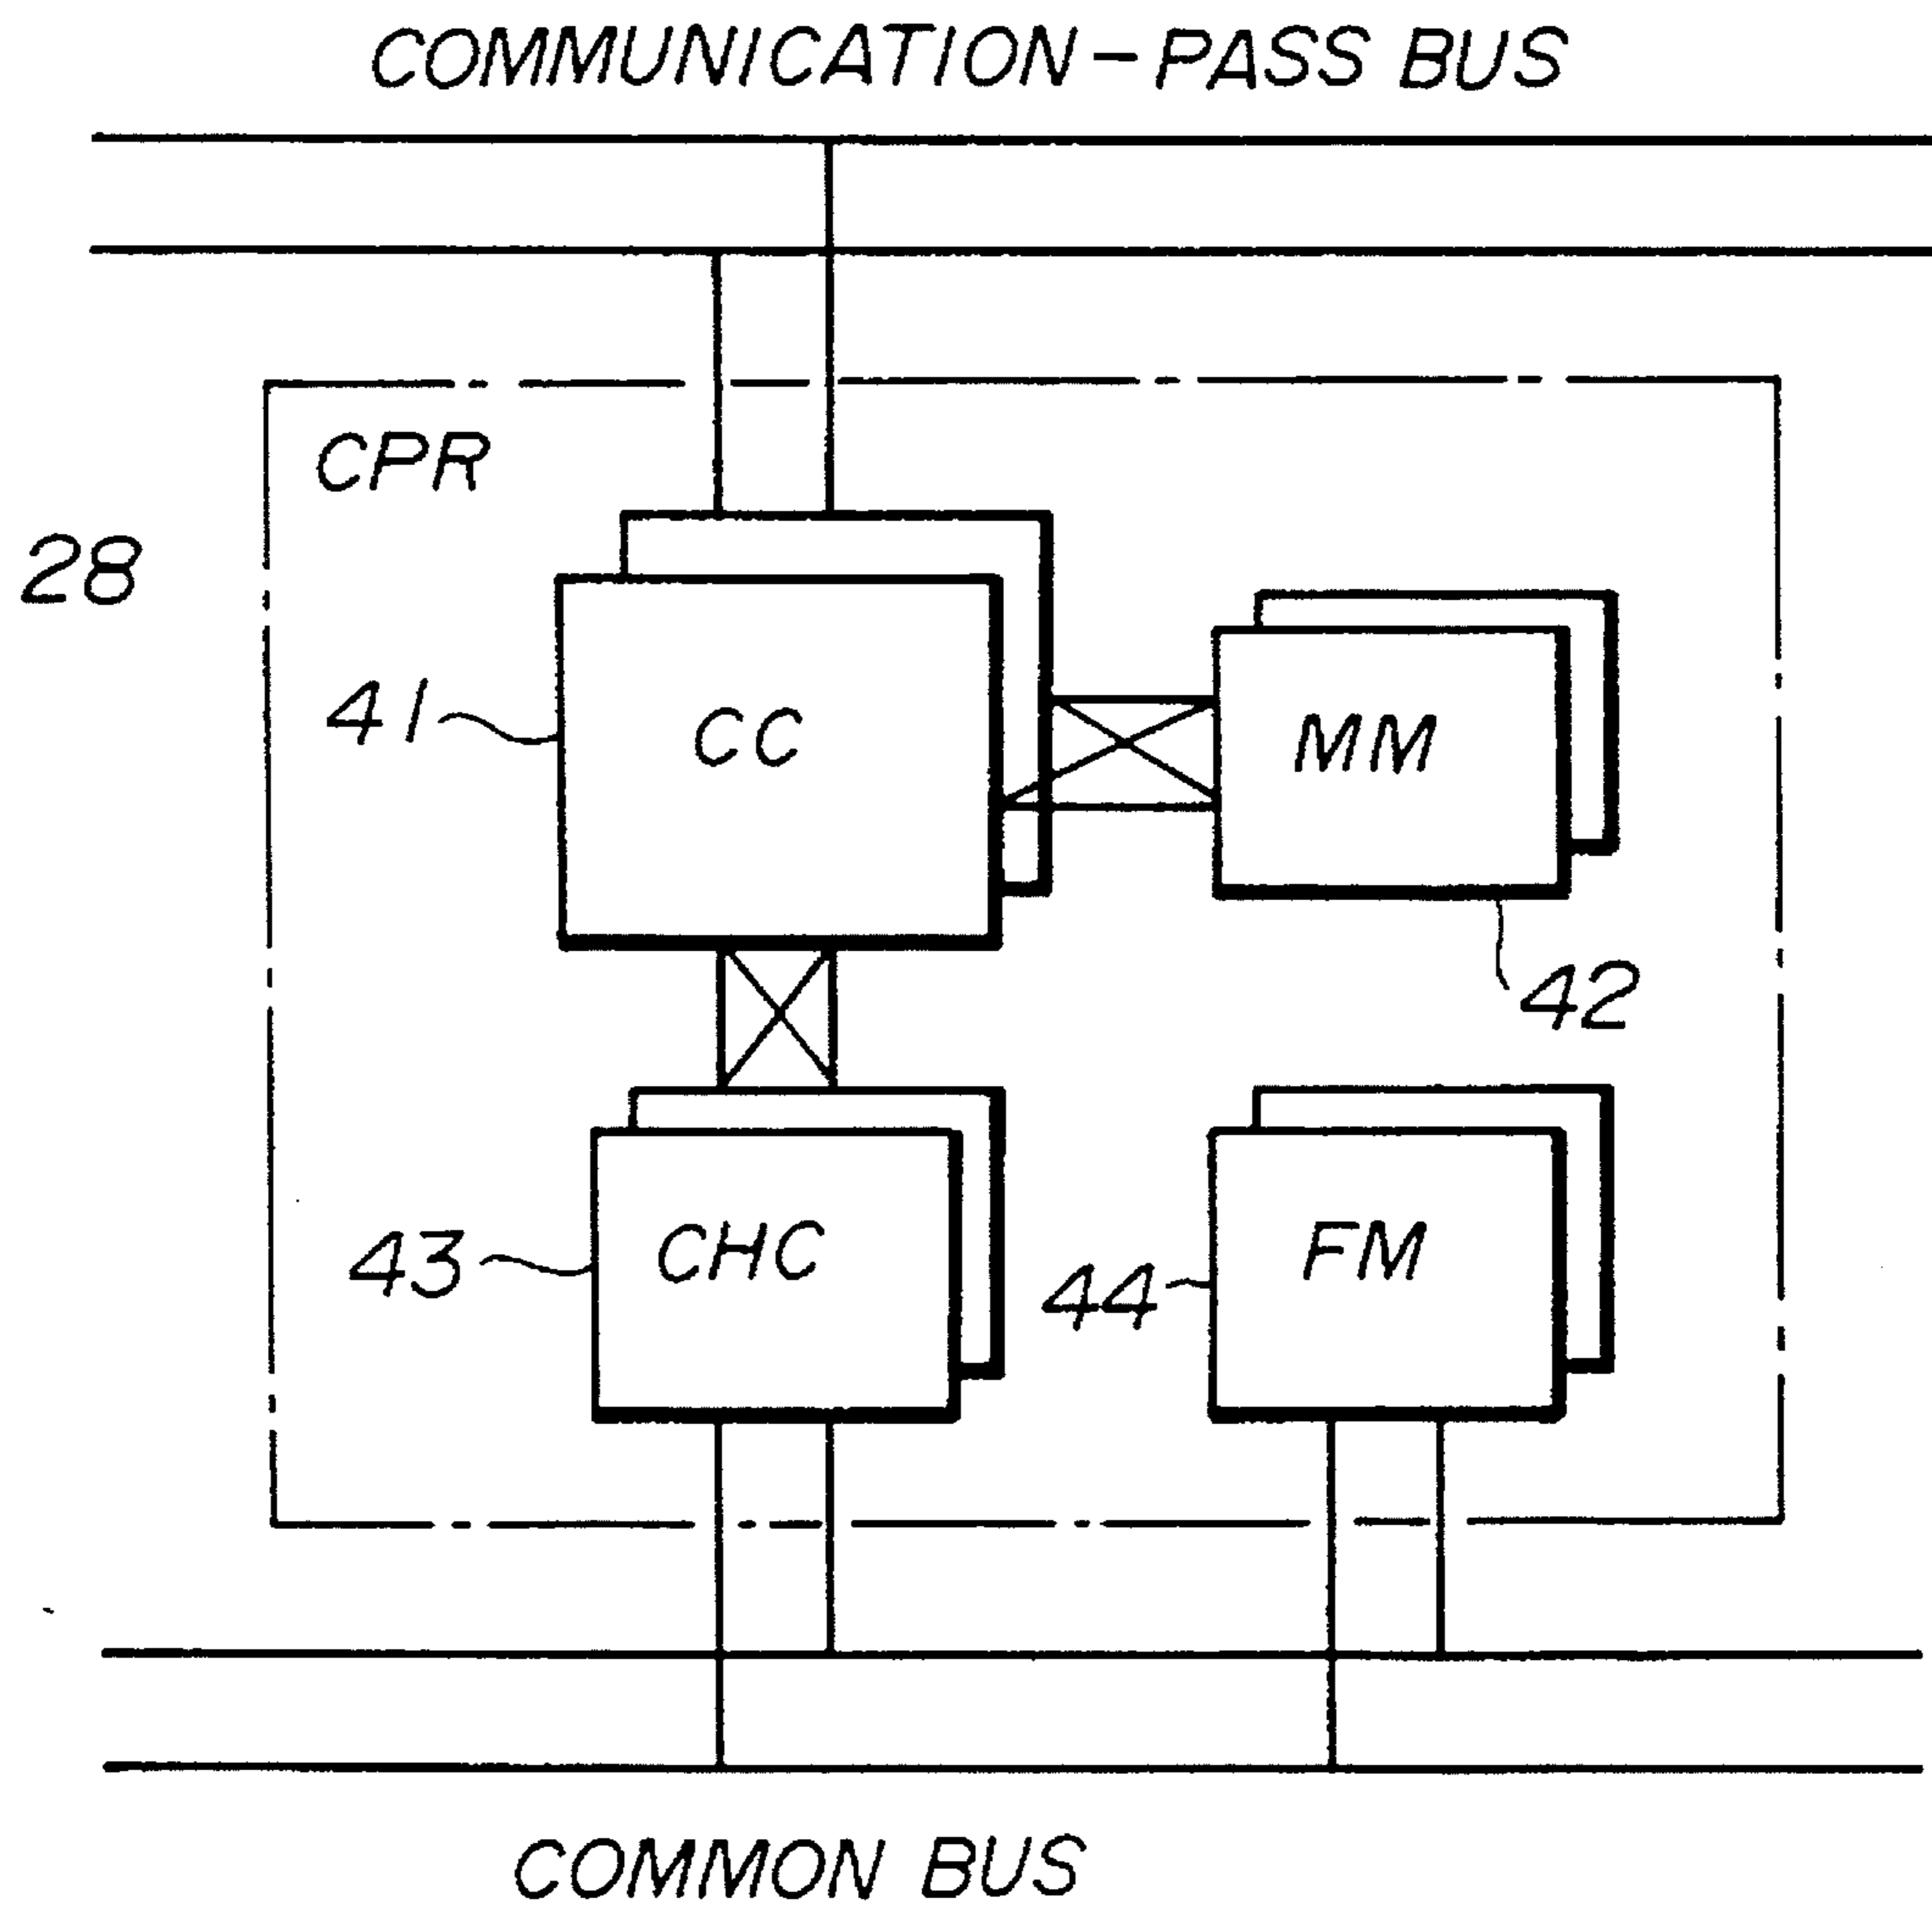 COMMUNICATION-PASS BUS
CPR
28
41
CC
MM
42
43
CHC
44
FM
COMMON BUS